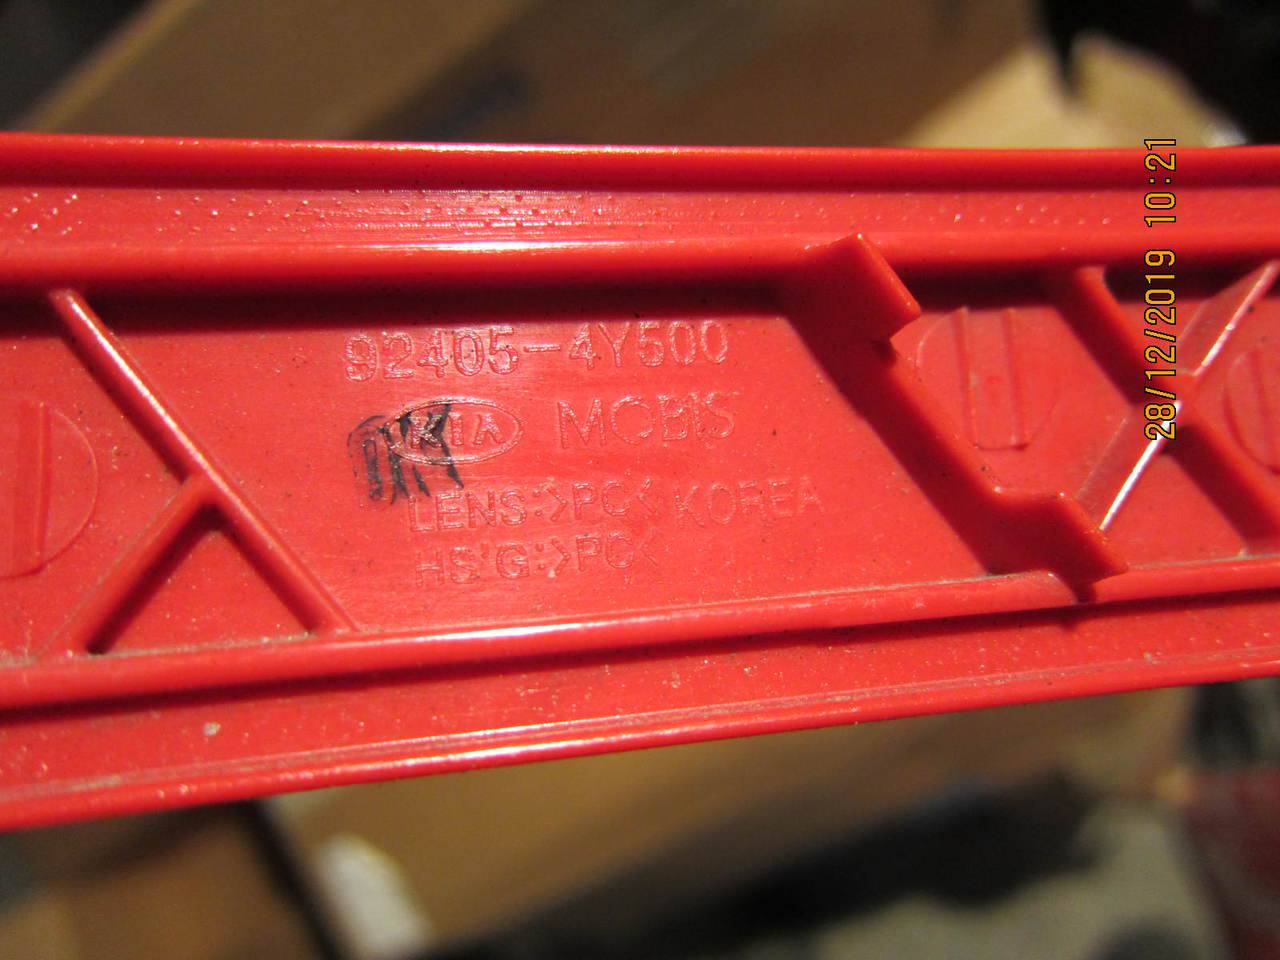 92405-4Y500
KIA MOBIS
LENS:>PC< KOREA
HS'G:>PC<
28/12/2019 10:21